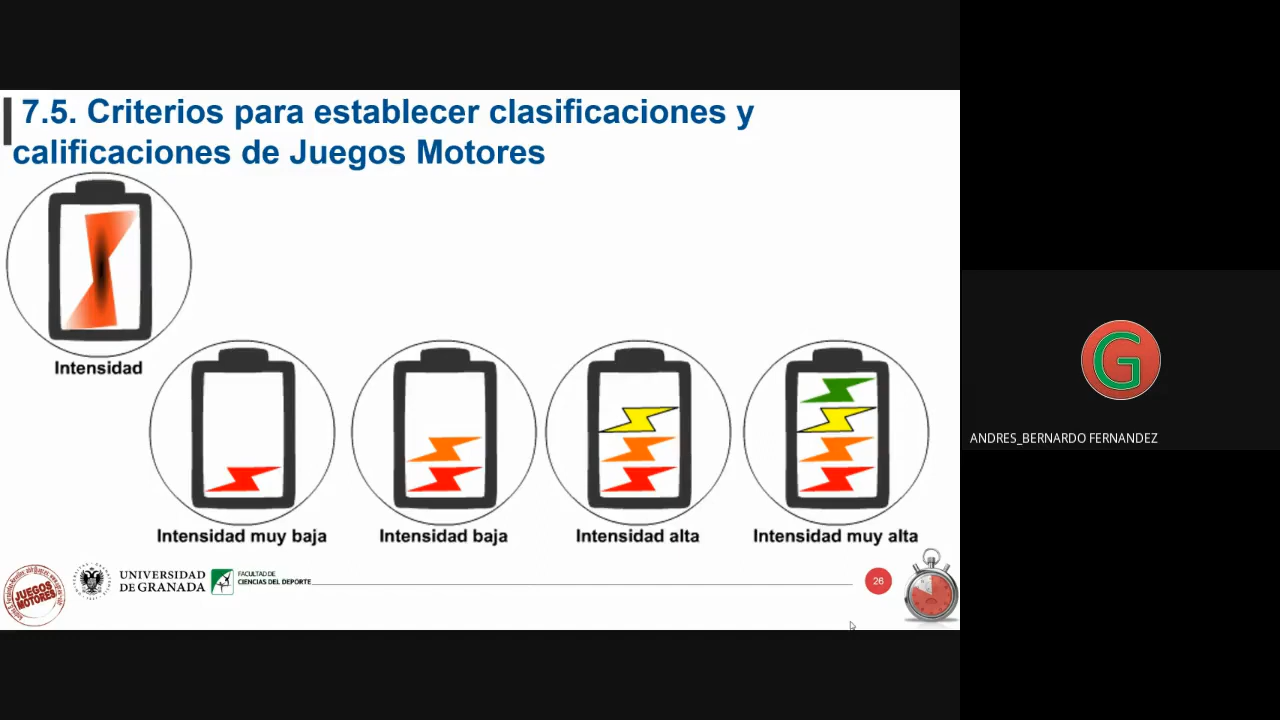 7.5. Criterios para establecer clasificaciones y
calificaciones de Juegos Motores
Intensidad
Intensidad muy baja
Intensidad baja
Intensidad alta
Intensidad muy alta
JUEGOS
MOTORES
UNIVERSIDAD
DE GRANADA
FACULTAD DE
CIENCIAS DEL DEPORTE
26
G
ANDRES_BERNARDO FERNANDEZ